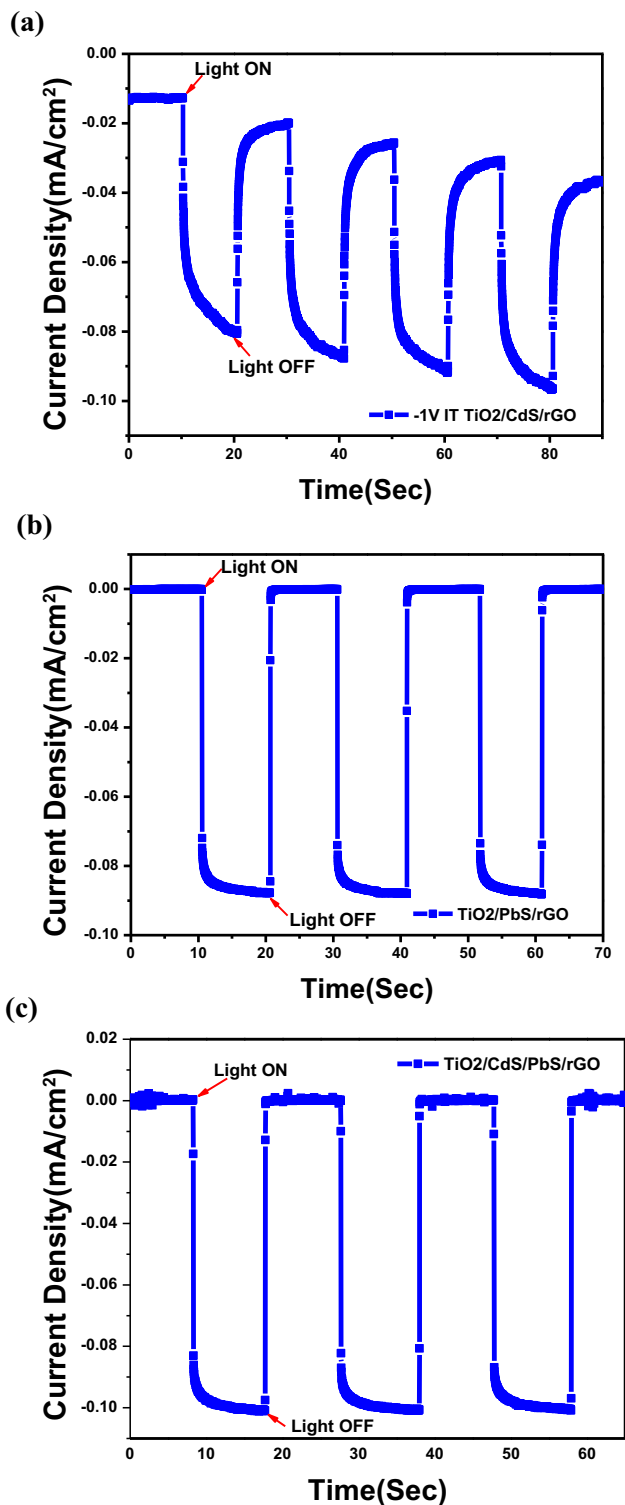 (a)
0.00
-0.02
-0.04
-0.06
-0.08
-0.10
Current Density(mA/cm²)
Light ON
Light OFF
-1V IT TiO2/CdS/rGO
0 20 40 60 80
Time(Sec)
(b)
0.00
-0.02
-0.04
-0.06
-0.08
-0.10
Current Density(mA/cm²)
Light ON
Light OFF
TiO2/PbS/rGO
0 10 20 30 40 50 60 70
Time(Sec)
(c)
0.02
0.00
-0.02
-0.04
-0.06
-0.08
-0.10
Current Density(mA/cm²)
TiO2/CdS/PbS/rGO
Light ON
Light OFF
0 10 20 30 40 50 60
Time(Sec)